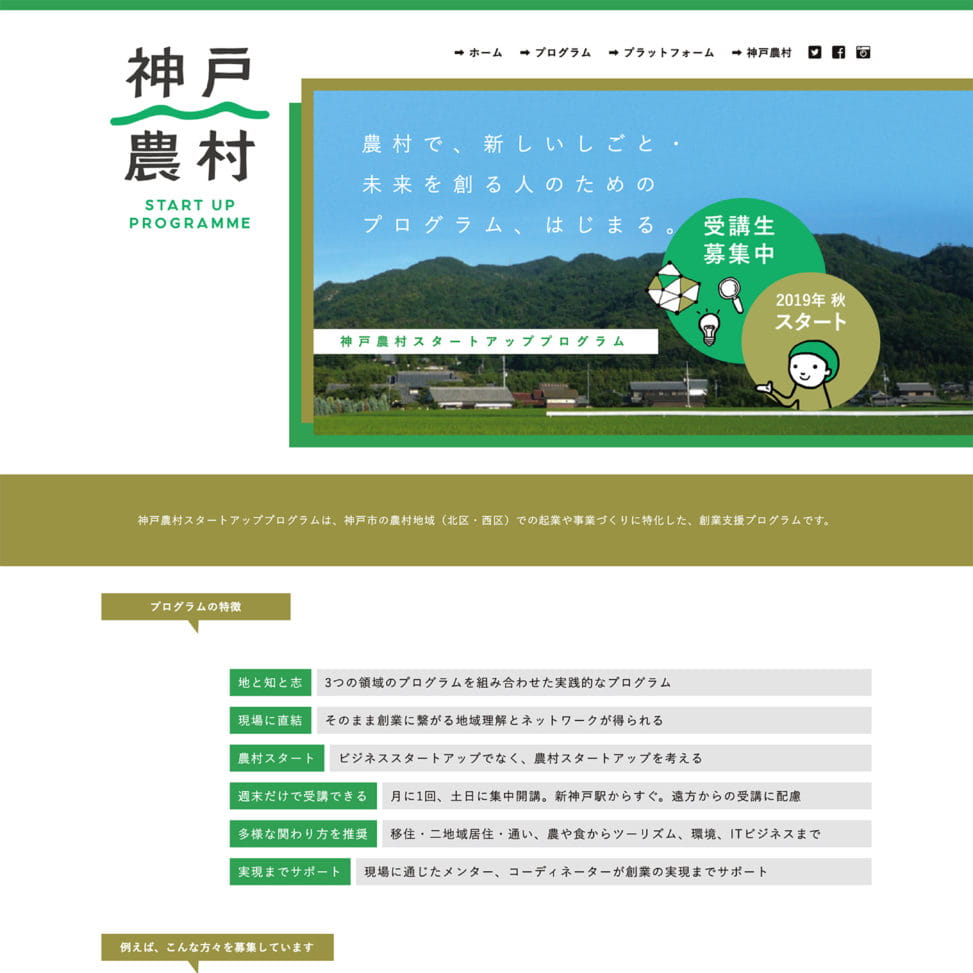 神戸
農村
START UP
PROGRAMME
➡ ホーム ➡ プログラム ➡ プラットフォーム ➡ 神戸農村
農村で、新しいしごと・
未来を創る人のための
プログラム、はじまる。
受講生
募集中
2019年 秋
スタート
神戸農村スタートアッププログラム
神戸農村スタートアッププログラムは、神戸市の農村地域（北区・西区）での起業や事業づくりに特化した、創業支援プログラムです。
プログラムの特徴
地と知と志 3つの領域のプログラムを組み合わせた実践的なプログラム
現場に直結 そのまま創業に繋がる地域理解とネットワークが得られる
農村スタート ビジネススタートアップでなく、農村スタートアップを考える
週末だけで受講できる 月に1回、土日に集中開講。新神戸駅からすぐ。遠方からの受講に配慮
多様な関わり方を推奨 移住・二地域居住・通い、農や食からツーリズム、環境、ITビジネスまで
実現までサポート 現場に通じたメンター、コーディネーターが創業の実現までサポート
例えば、こんな方々を募集しています